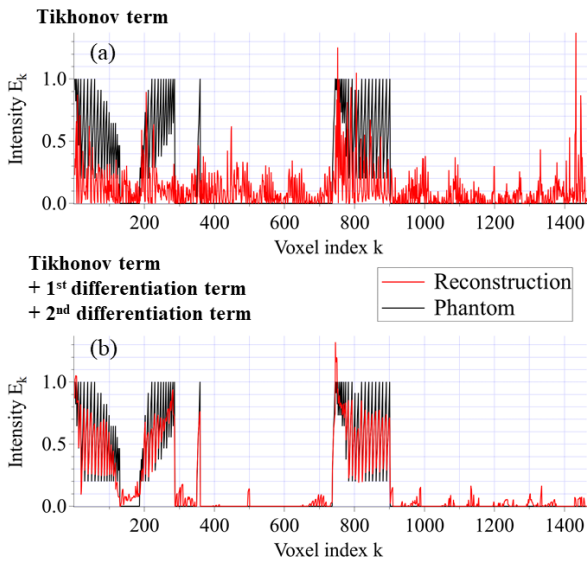 Tikhonov term
(a)
Intensity E_k
1.0
0.5
0.0
200 400 600 800 1000 1200 1400
Voxel index k
Tikhonov term
+ 1st differentiation term
+ 2nd differentiation term
Reconstruction
Phantom
(b)
Intensity E_k
1.0
0.5
0.0
200 400 600 800 1000 1200 1400
Voxel index k